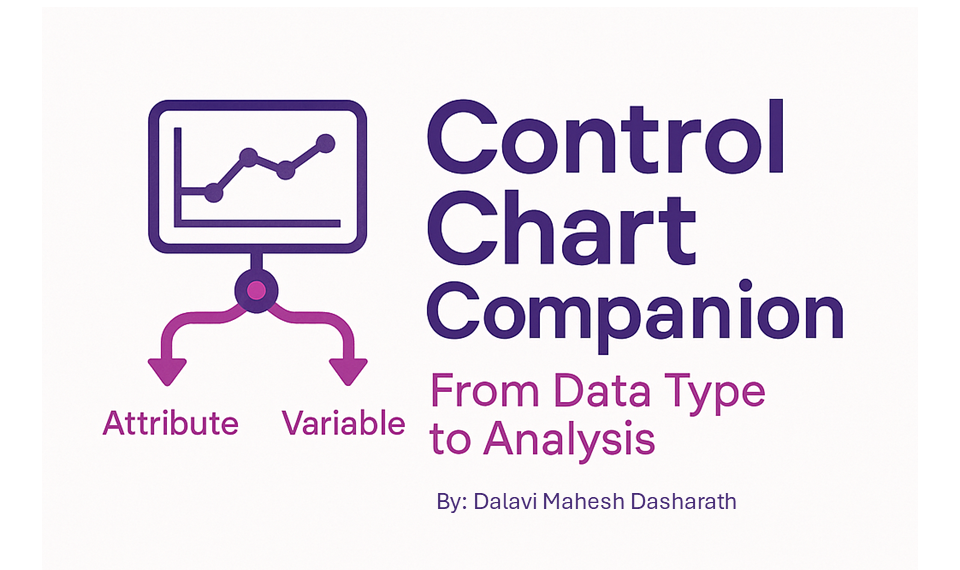 Control
Chart
Companion
From Data Type
to Analysis
By: Dalavi Mahesh Dasharath
Attribute
Variable